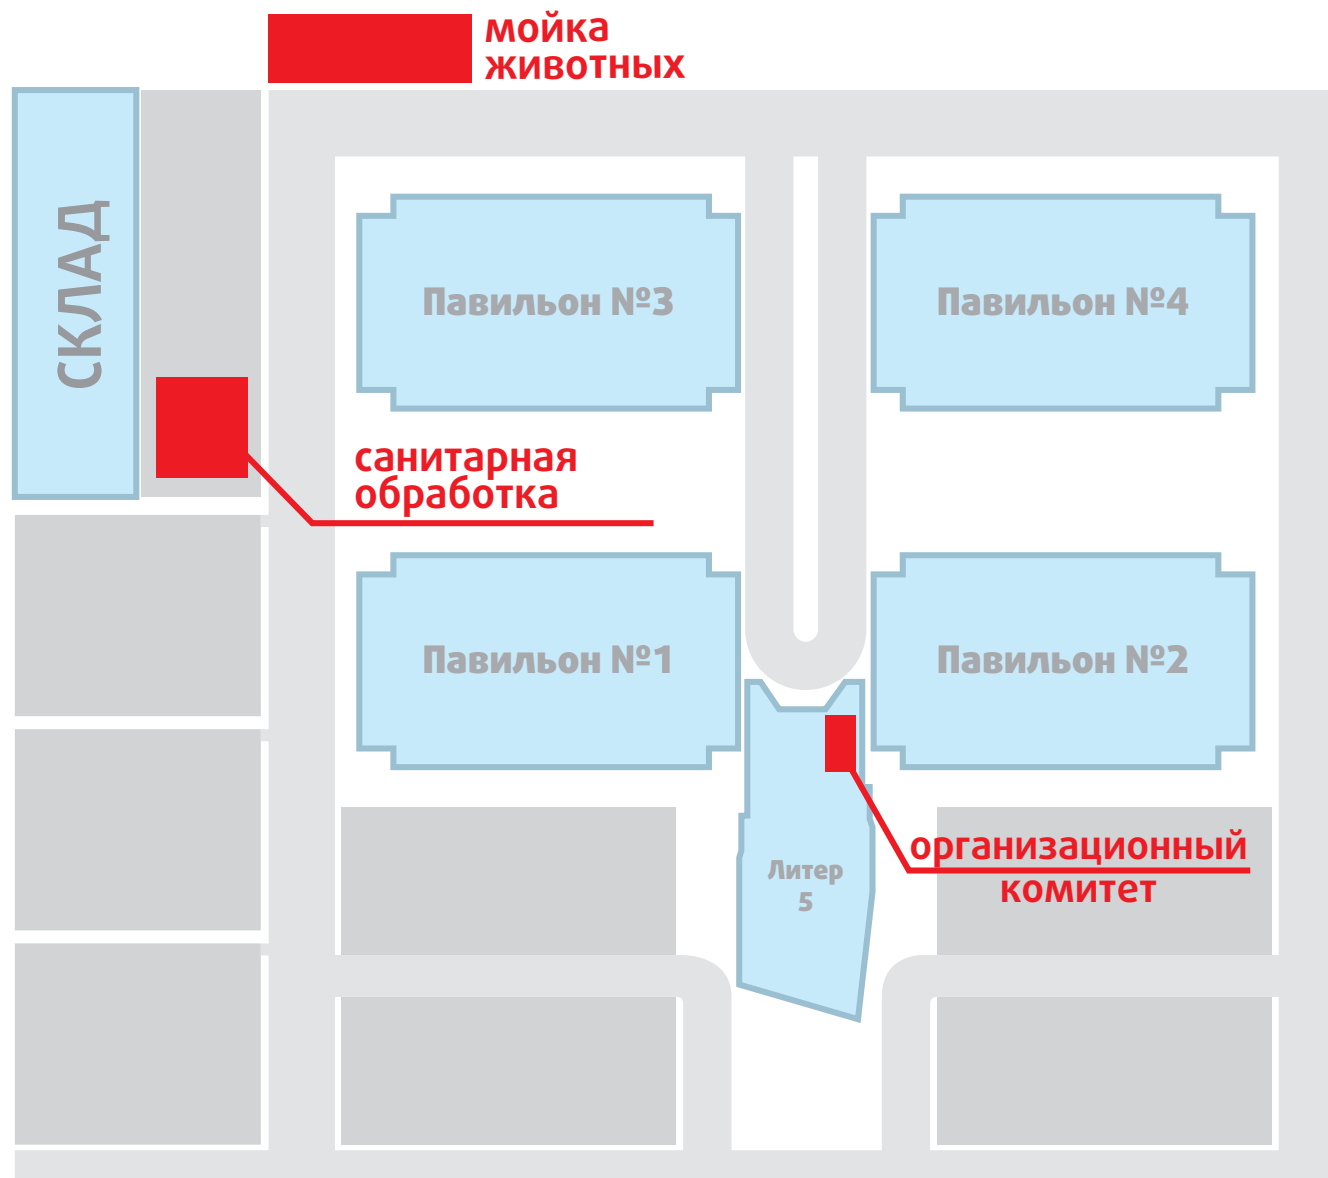 мойка
животных
СКЛАД
Павильон №3
Павильон №4
санитарная
обработка
Павильон №1
Павильон №2
организационный
комитет
Литер
5